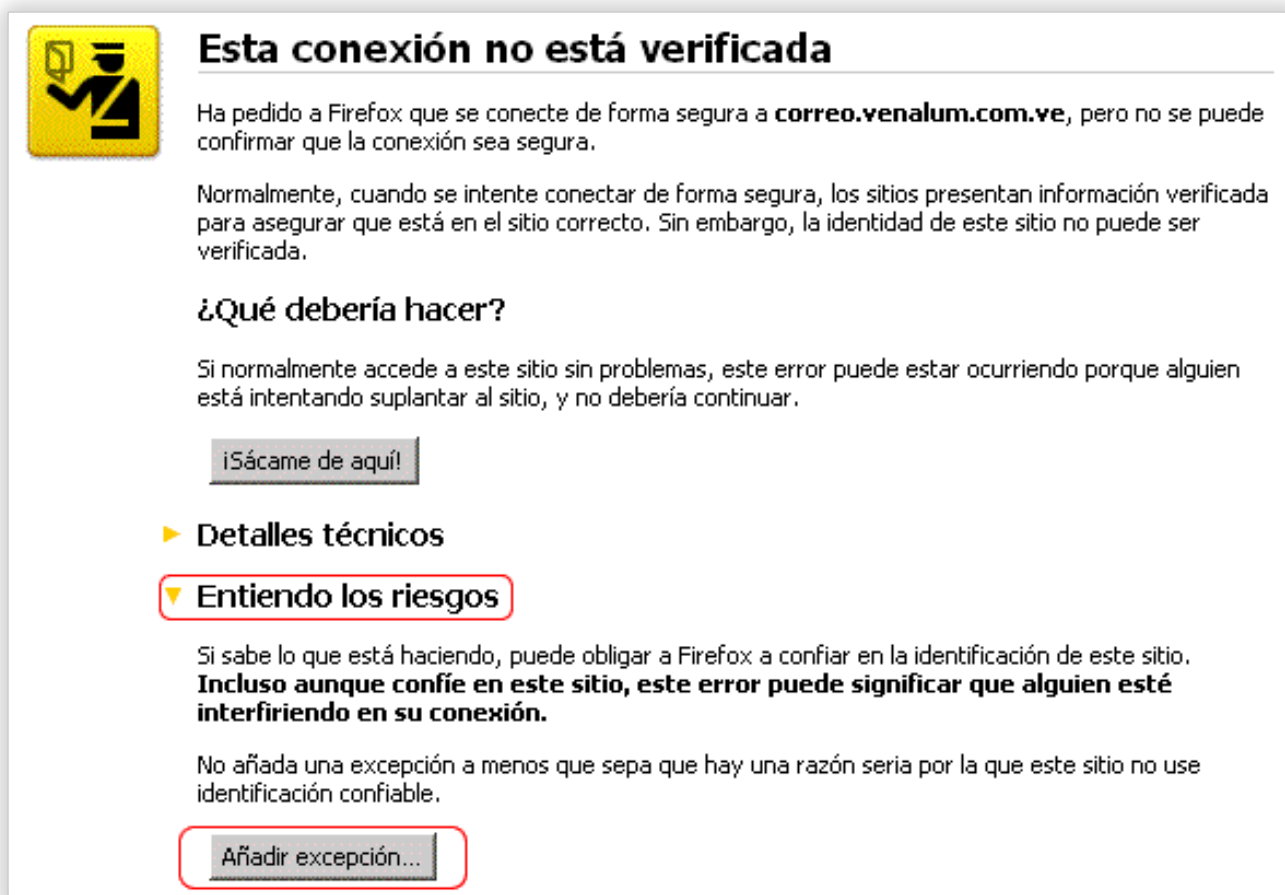 Esta conexión no está verificada
Ha pedido a Firefox que se conecte de forma segura a correo.venalum.com.ve, pero no se puede
confirmar que la conexión sea segura.
Normalmente, cuando se intente conectar de forma segura, los sitios presentan información verificada
para asegurar que está en el sitio correcto. Sin embargo, la identidad de este sitio no puede ser
verificada.
¿Qué debería hacer?
Si normalmente accede a este sitio sin problemas, este error puede estar ocurriendo porque alguien
está intentando suplantar al sitio, y no debería continuar.
¡Sácame de aquí!
Detalles técnicos
Entiendo los riesgos
Si sabe lo que está haciendo, puede obligar a Firefox a confiar en la identificación de este sitio.
Incluso aunque confíe en este sitio, este error puede significar que alguien esté
interfiriendo en su conexión.
No añada una excepción a menos que sepa que hay una razón seria por la que este sitio no use
identificación confiable.
Añadir excepción...